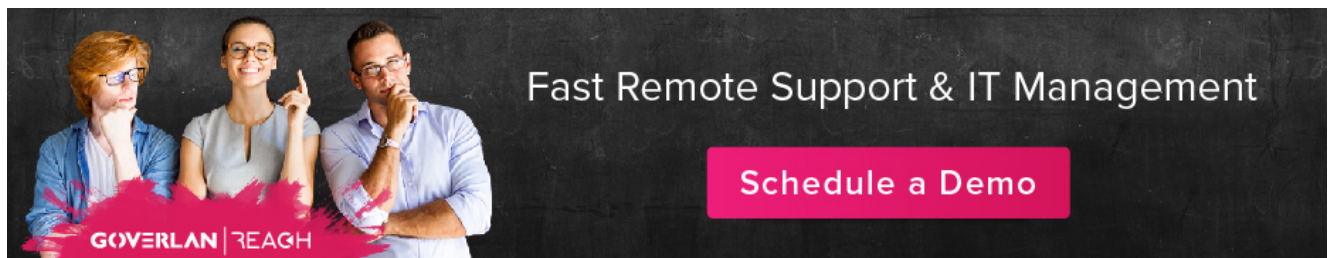 Fast Remote Support & IT Management
Schedule a Demo
GOVERLAN | REACH